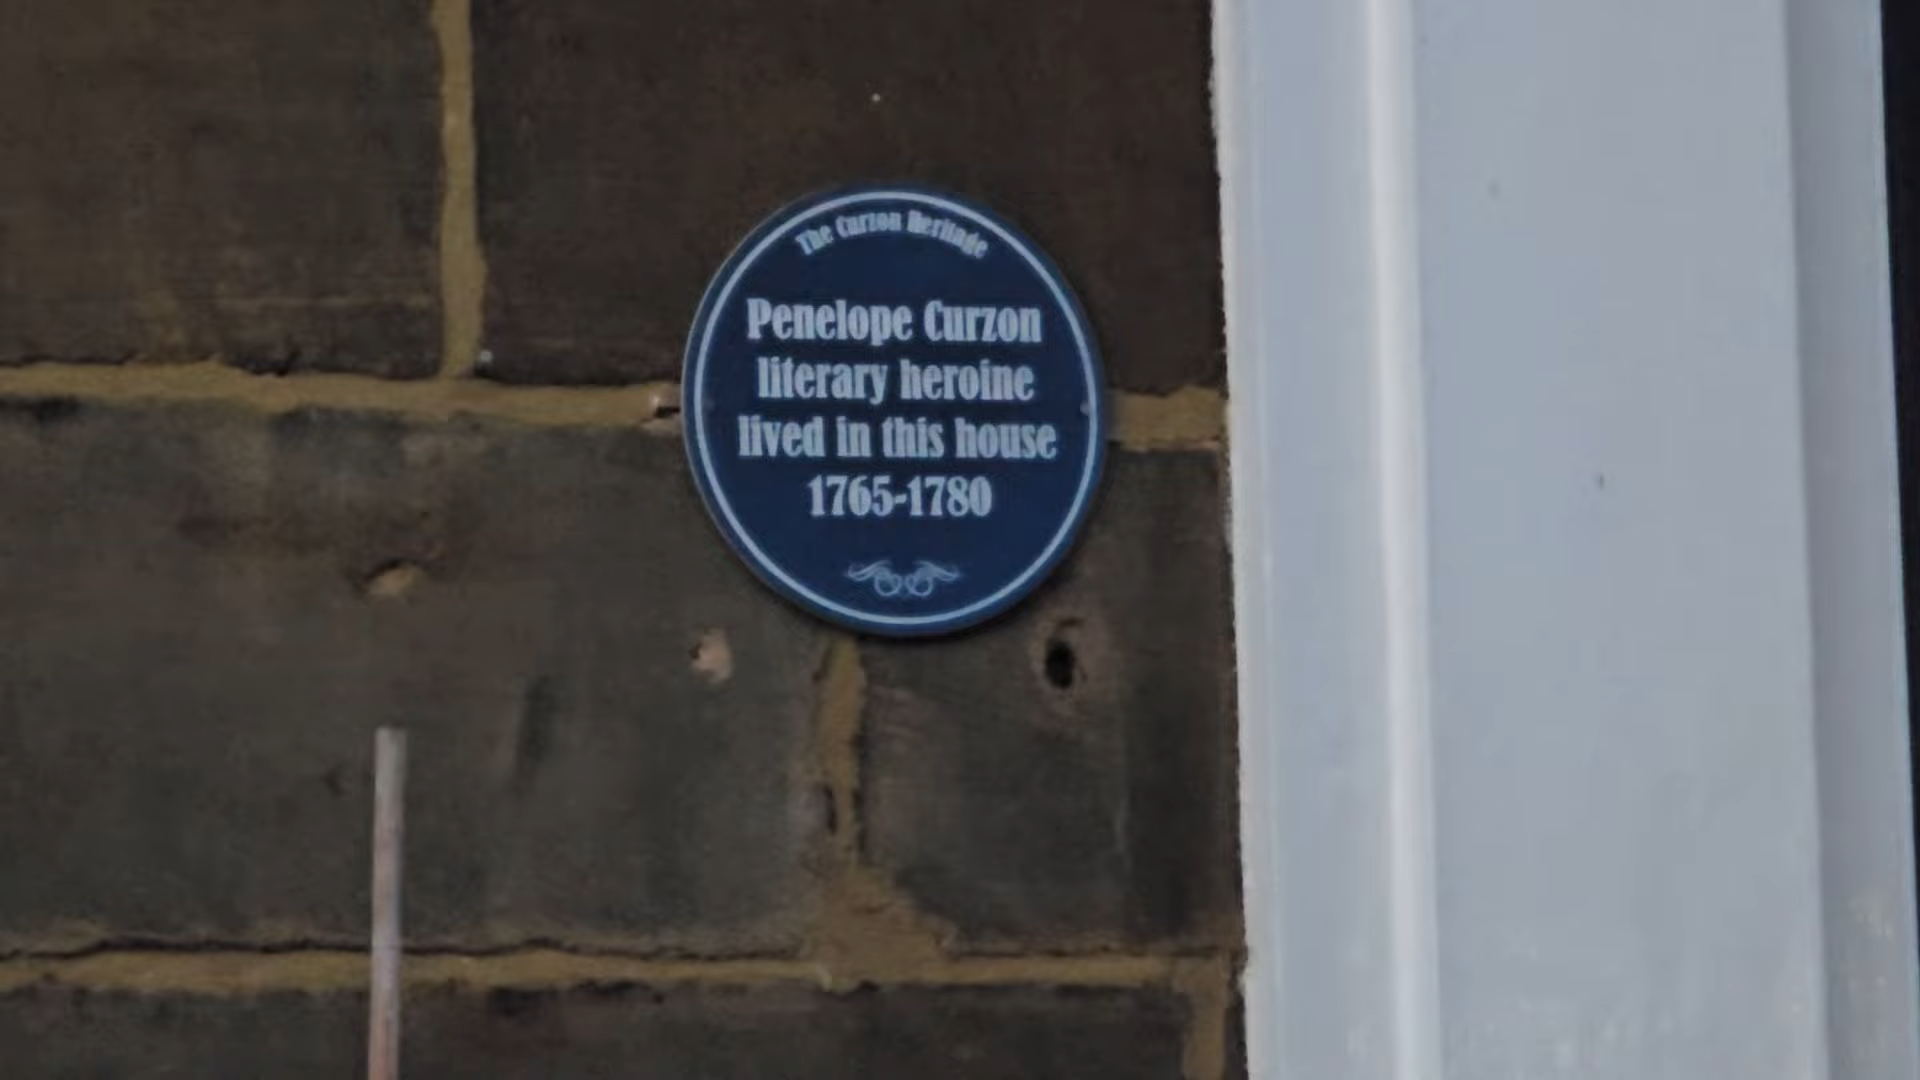 The Curzon Heritage
Penelope Curzon
literary heroine
lived in this house
1765-1780